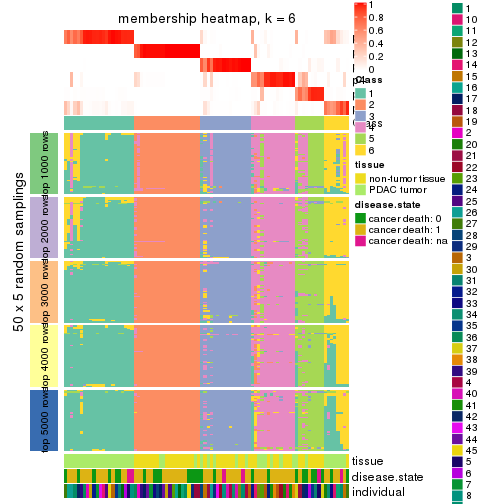 membership heatmap, k = 6
1
0.8
0.6
0.4
0.2
0
Class
1
2
3
4
5
6
Class
tissue
non-tumor tissue
PDAC tumor
disease.state
cancer death: 0
cancer death: 1
cancer death: na
50 x 5 random samplings
top 1000 rows
top 2000 rows
top 3000 rows
top 4000 rows
top 5000 rows
tissue
disease.state
individual
1
10
11
12
13
14
15
16
17
18
19
2
20
21
22
23
24
25
26
27
28
29
3
30
31
32
33
34
35
36
37
38
39
4
40
41
42
43
44
45
5
6
7
8